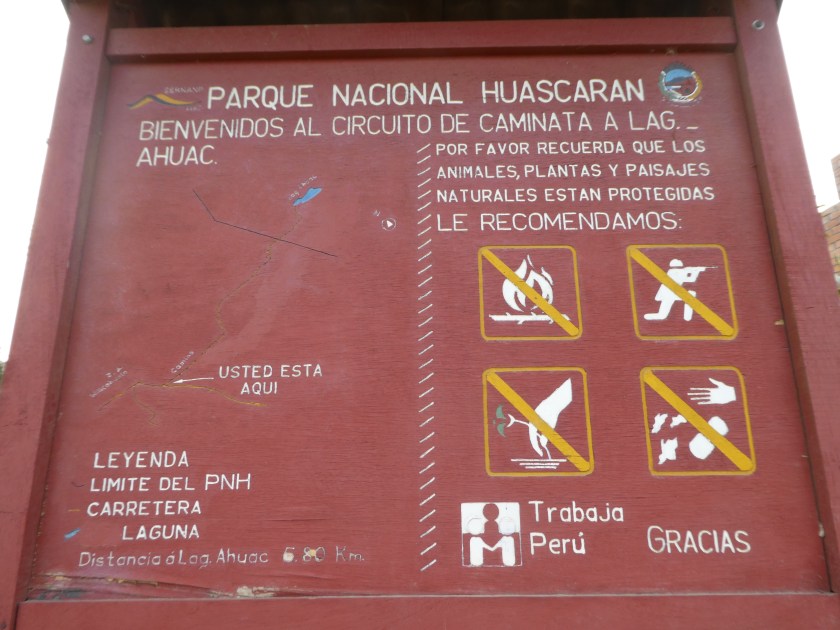 PARQUE NACIONAL HUASCARAN
BIENVENIDOS AL CIRCUITO DE CAMINATA A LAG._
AHUAC.
POR FAVOR RECUERDA QUE LOS
ANIMALES, PLANTAS Y PAISAJES
NATURALES ESTAN PROTEGIDAS
LE RECOMENDAMOS:
USTED ESTA
AQUI
LEYENDA
LIMITE DEL PNH
CARRETERA
LAGUNA
Distancia á Lag. Ahuac 5.80 Km.
Trabaja
Perú
GRACIAS